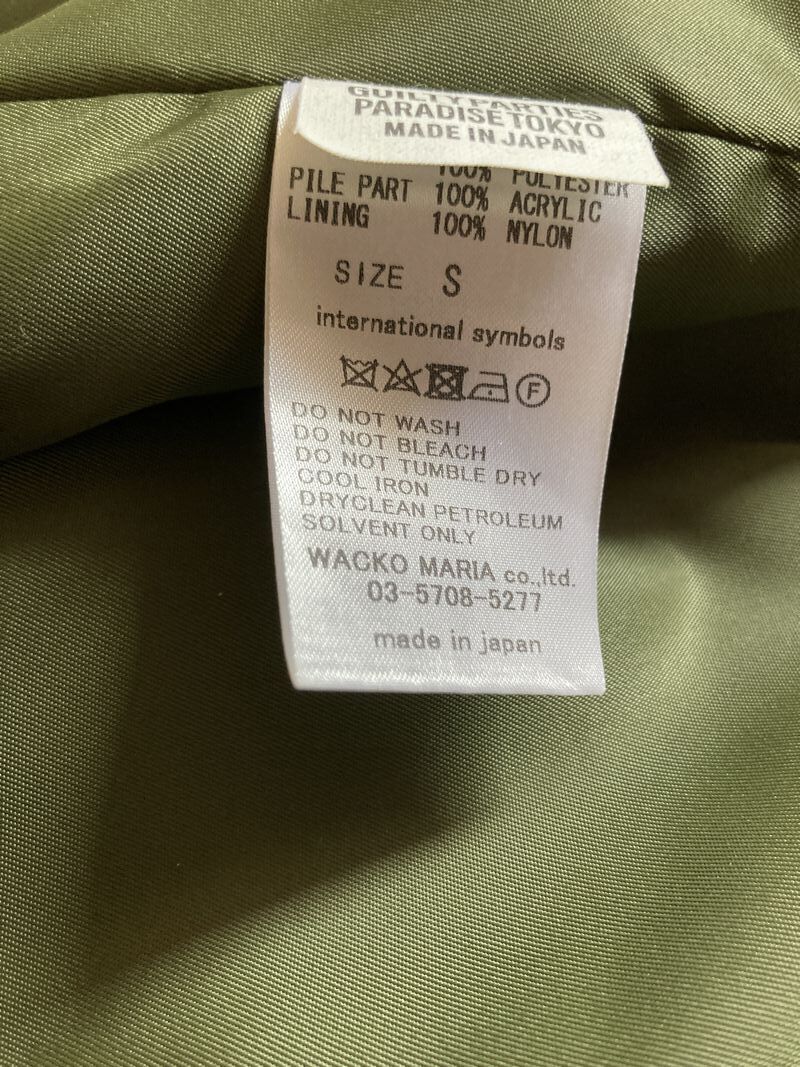 GUILTY PARTIES
PARADISE TOKYO
MADE IN JAPAN
100% POLYESTER
PILE PART 100% ACRYLIC
LINING 100% NYLON
SIZE S
international symbols
F
DO NOT WASH
DO NOT BLEACH
DO NOT TUMBLE DRY
COOL IRON
DRYCLEAN PETROLEUM
SOLVENT ONLY
WACKO MARIA co.,ltd.
03-5708-5277
made in japan